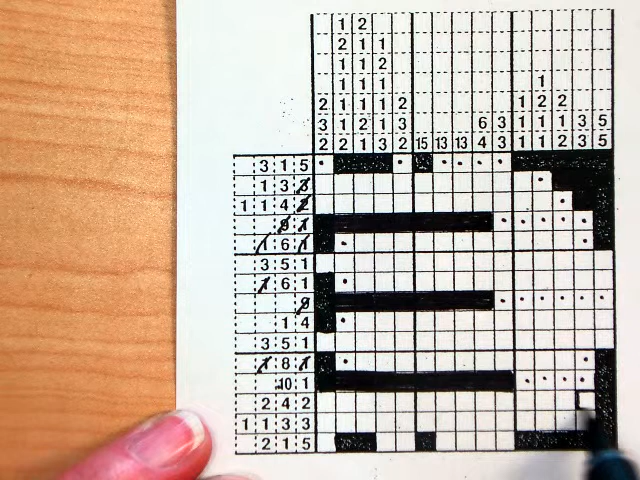 1 2
2 1 1
1 1 2
1 1 1 1
2 1 1 1 2 1 2 2
3 1 2 1 3 6 3 1 1 1 3 5
2 2 1 3 2 15 13 13 4 3 1 1 2 3 5
3 1 5
1 3 3
1 1 4 2
9 1
1 6 1
3 5 1
1 6 1
9
1 4
3 5 1
1 8 1
10 1
2 4 2
1 1 3 3
2 1 5